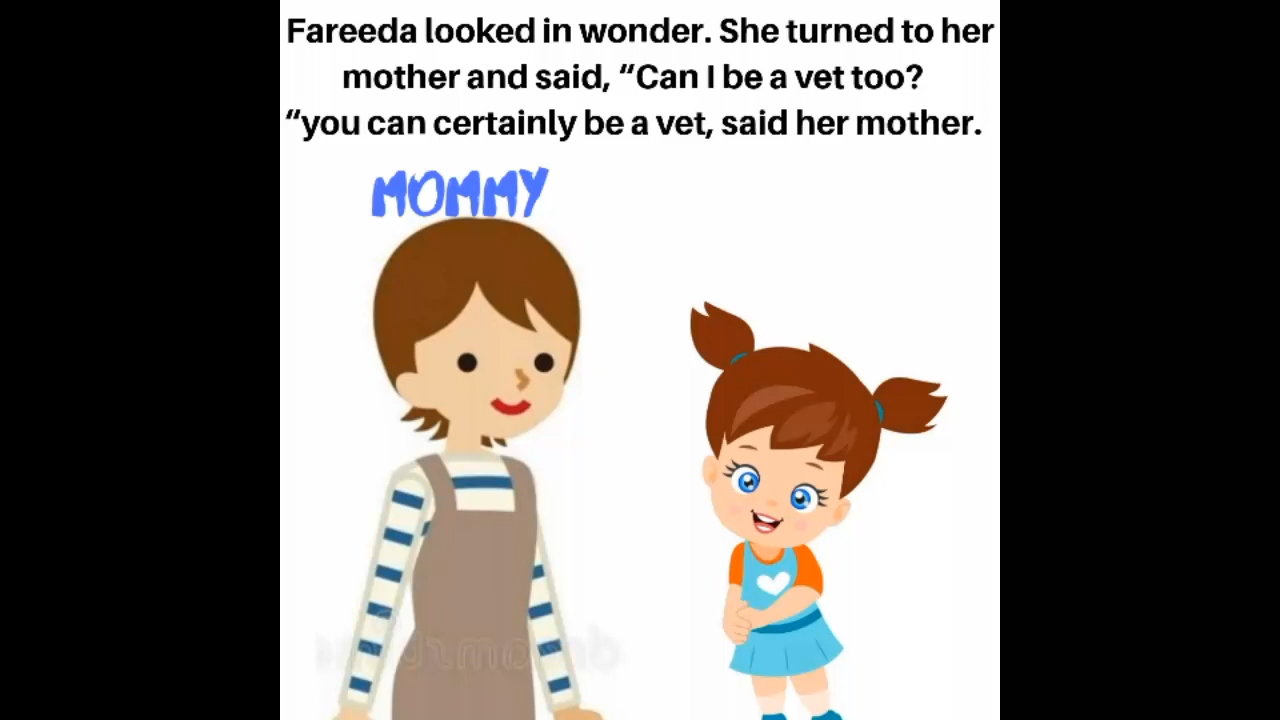 Fareeda looked in wonder. She turned to her
mother and said, “Can I be a vet too?
“you can certainly be a vet, said her mother.
MOMMY